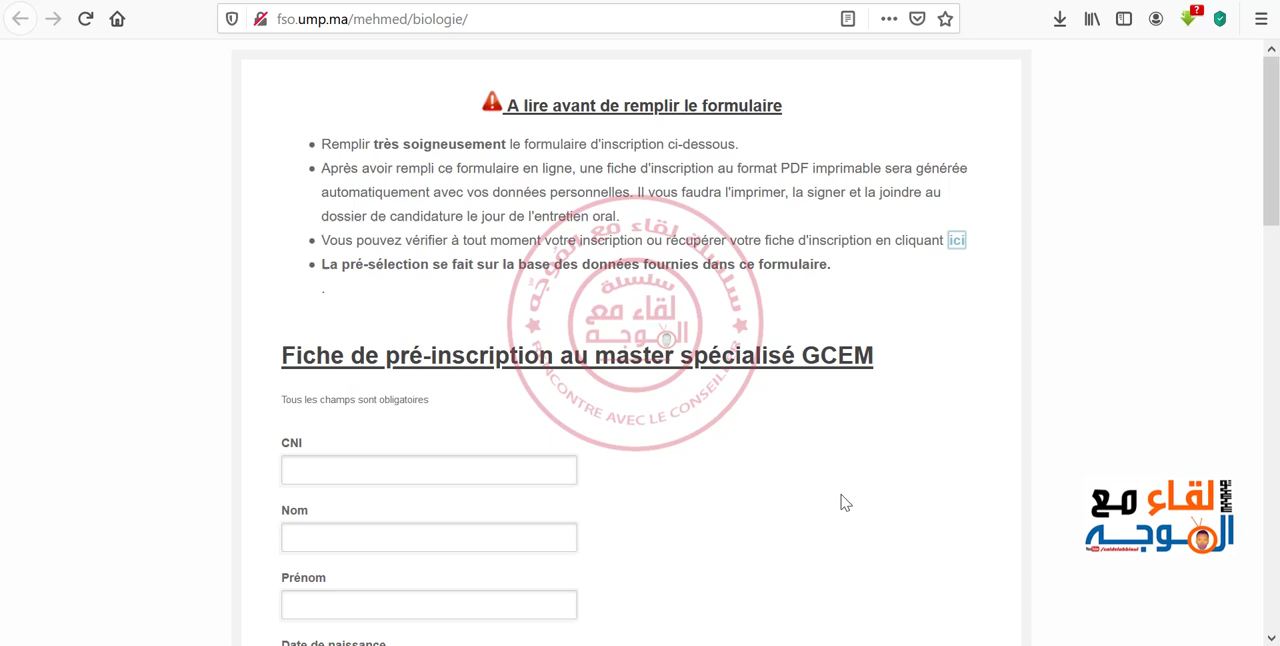 fso.ump.ma/mehmed/biologie/
?
A lire avant de remplir le formulaire
Remplir très soigneusement le formulaire d'inscription ci-dessous.
Après avoir rempli ce formulaire en ligne, une fiche d'inscription au format PDF imprimable sera générée
automatiquement avec vos données personnelles. Il vous faudra l'imprimer, la signer et la joindre au
dossier de candidature le jour de l'entretien oral.
Vous pouvez vérifier à tout moment votre inscription ou récupérer votre fiche d'inscription en cliquant ici
La pré-sélection se fait sur la base des données fournies dans ce formulaire.
.
سلسلة لقاء مع الموجه
سلسلة
لقاء مع
الموجه
RENCONTRE AVEC LE CONSEILLER
Fiche de pré-inscription au master spécialisé GCEM
Tous les champs sont obligatoires
CNI
Nom
Prénom
Date de naissance
لقاء مع
الموجه